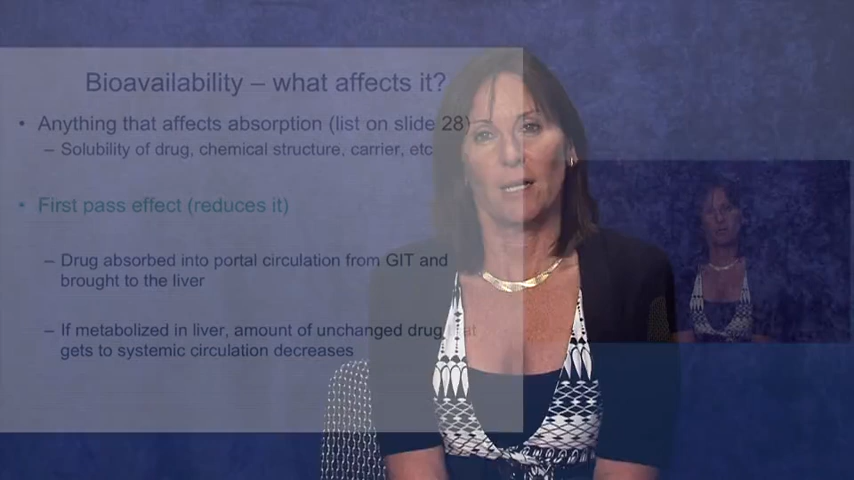 Bioavailability – what affects it?
• Anything that affects absorption (list on slide 28)
– Solubility of drug, chemical structure, carrier, etc
• First pass effect (reduces it)
– Drug absorbed into portal circulation from GIT and
brought to the liver
– If metabolized in liver, amount of unchanged drug that
gets to systemic circulation decreases